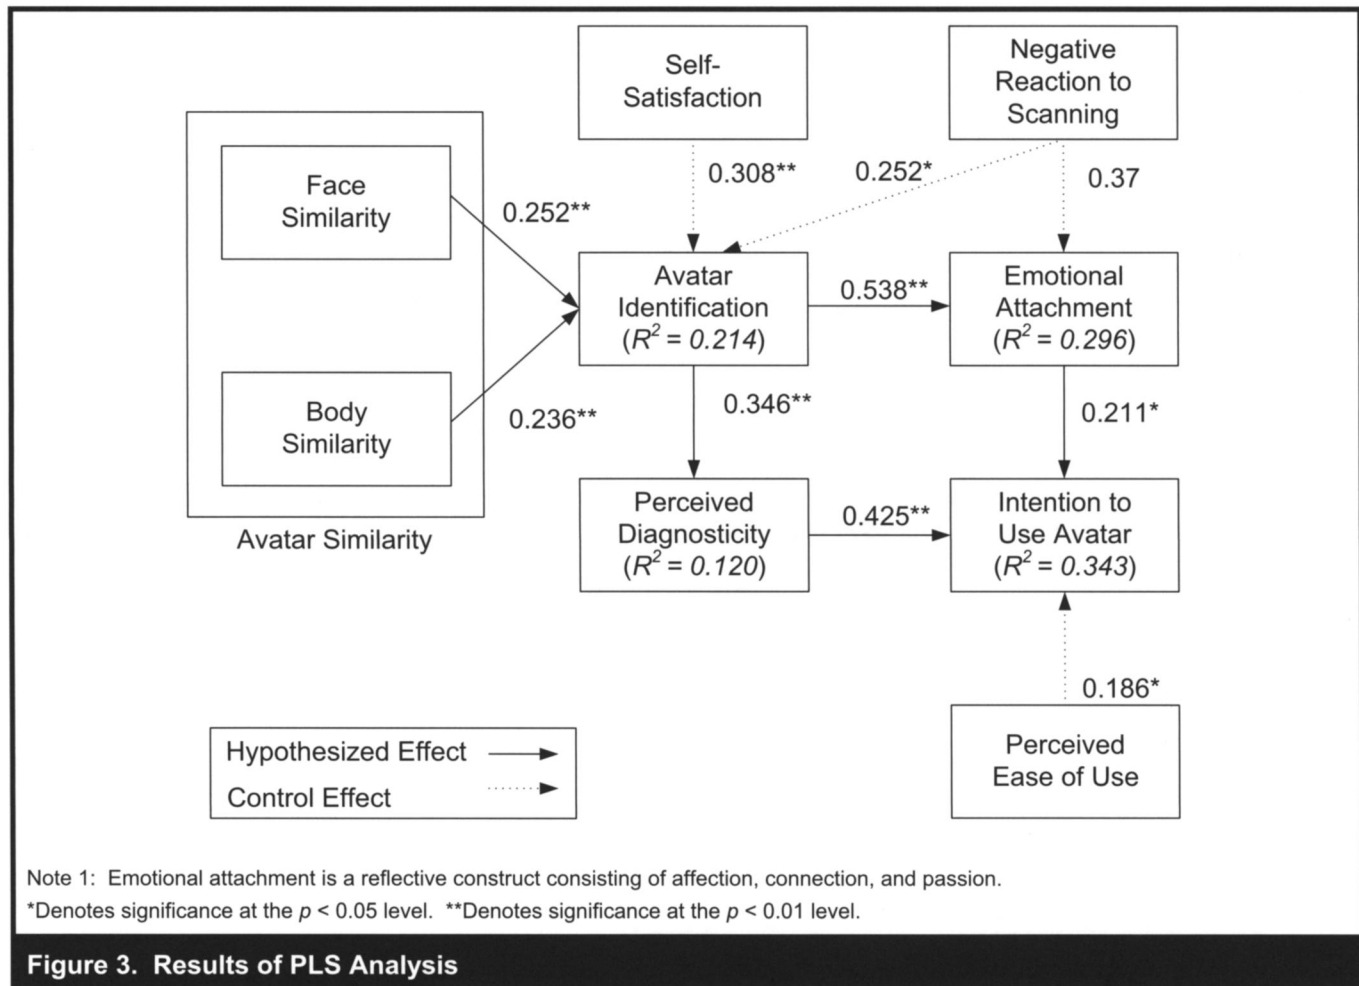 Self-
Satisfaction
Negative
Reaction to
Scanning
Face
Similarity
0.252**
0.308**
0.252*
0.37
Avatar
Identification
(R² = 0.214)
0.538**
Emotional
Attachment
(R² = 0.296)
Body
Similarity
0.236**
0.346**
0.211*
Avatar Similarity
Perceived
Diagnosticity
(R² = 0.120)
0.425**
Intention to
Use Avatar
(R² = 0.343)
0.186*
Perceived
Ease of Use
Hypothesized Effect
Control Effect
Note 1: Emotional attachment is a reflective construct consisting of affection, connection, and passion.
*Denotes significance at the p < 0.05 level. **Denotes significance at the p < 0.01 level.
Figure 3. Results of PLS Analysis